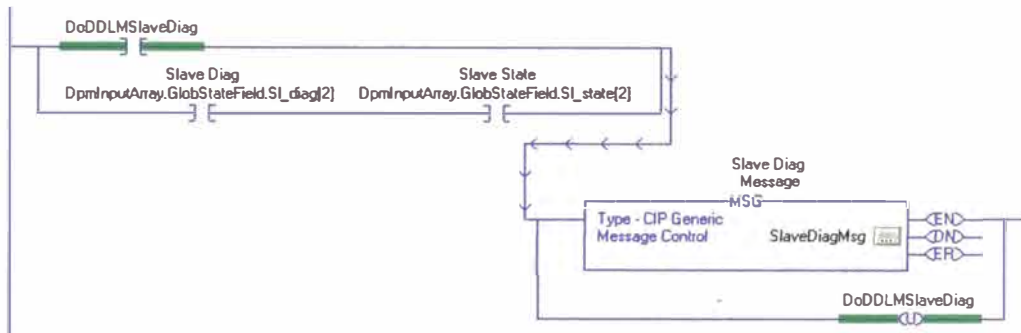 DoDDLMSlaveDiag
Slave Diag
DpmInputArray.GlobStateField.Sl_diag[2]
Slave State
DpmInputArray.GlobStateField.Sl_state[2]
Slave Diag
Message
MSG
Type - CIP Generic
Message Control
SlaveDiagMsg
...
EN
DN
ER
DoDDLMSlaveDiag
U